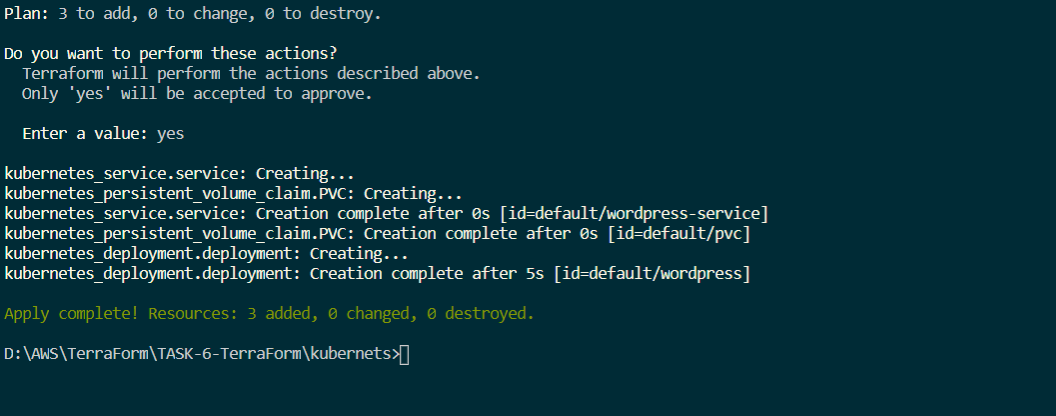 Plan: 3 to add, 0 to change, 0 to destroy.
Do you want to perform these actions?
Terraform will perform the actions described above.
Only 'yes' will be accepted to approve.
Enter a value: yes
kubernetes_service.service: Creating...
kubernetes_persistent_volume_claim.PVC: Creating...
kubernetes_service.service: Creation complete after 0s [id=default/wordpress-service]
kubernetes_persistent_volume_claim.PVC: Creation complete after 0s [id=default/pvc]
kubernetes_deployment.deployment: Creating...
kubernetes_deployment.deployment: Creation complete after 5s [id=default/wordpress]
Apply complete! Resources: 3 added, 0 changed, 0 destroyed.
D:\AWS\TerraForm\TASK-6-TerraForm\kubernets>